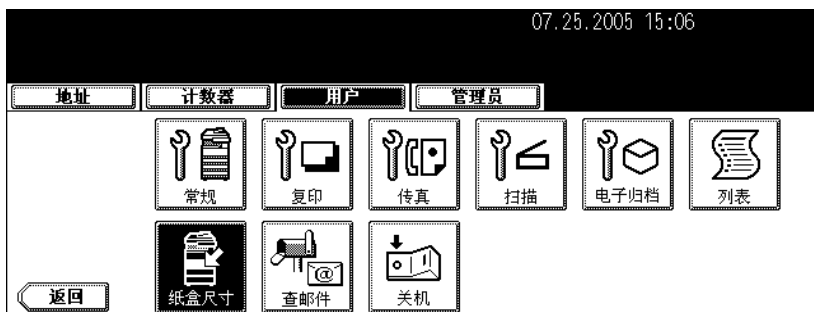 07.25.2005 15:06
地址 计数器 用户 管理员
常规 复印 传真 扫描 电子归档 列表
纸盒尺寸 查邮件 关机
返回